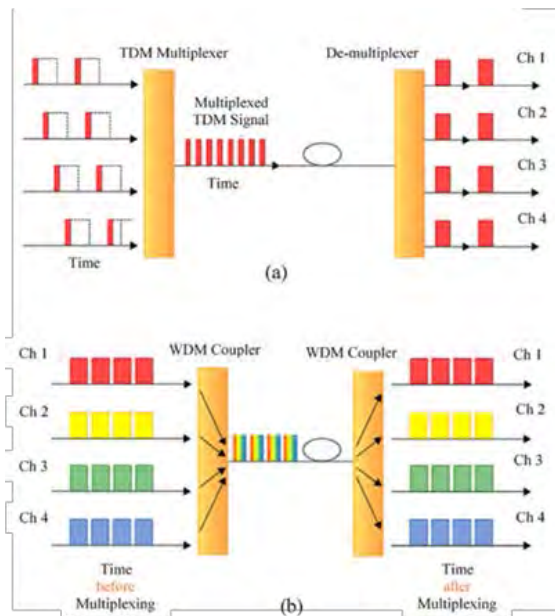 TDM Multiplexer
De-multiplexer
Multiplexed
TDM Signal
Time
Time
Ch 1
Ch 2
Ch 3
Ch 4
(a)
WDM Coupler
WDM Coupler
Ch 1
Ch 2
Ch 3
Ch 4
Ch 1
Ch 2
Ch 3
Ch 4
Time
before
Multiplexing
Time
after
Multiplexing
(b)